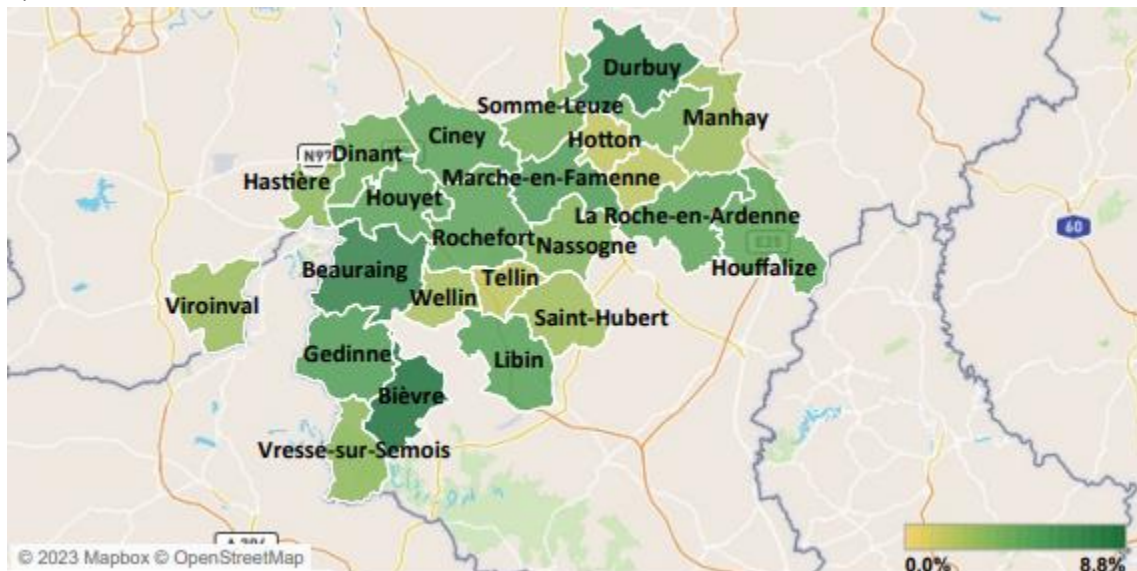 Durbuy
Somme-Leuze
Manhay
Ciney
Hotton
N97
Dinant
Hastière
Marche-en-Famenne
Houyet
La Roche-en-Ardenne
60
Rochefort
Nassogne
E25
Beauraing
Houffalize
Tellin
Wellin
Viroinval
Saint-Hubert
Gedinne
Libin
Bièvre
Vresse-sur-Semois
© 2023 Mapbox © OpenStreetMap
0.0%
8.8%